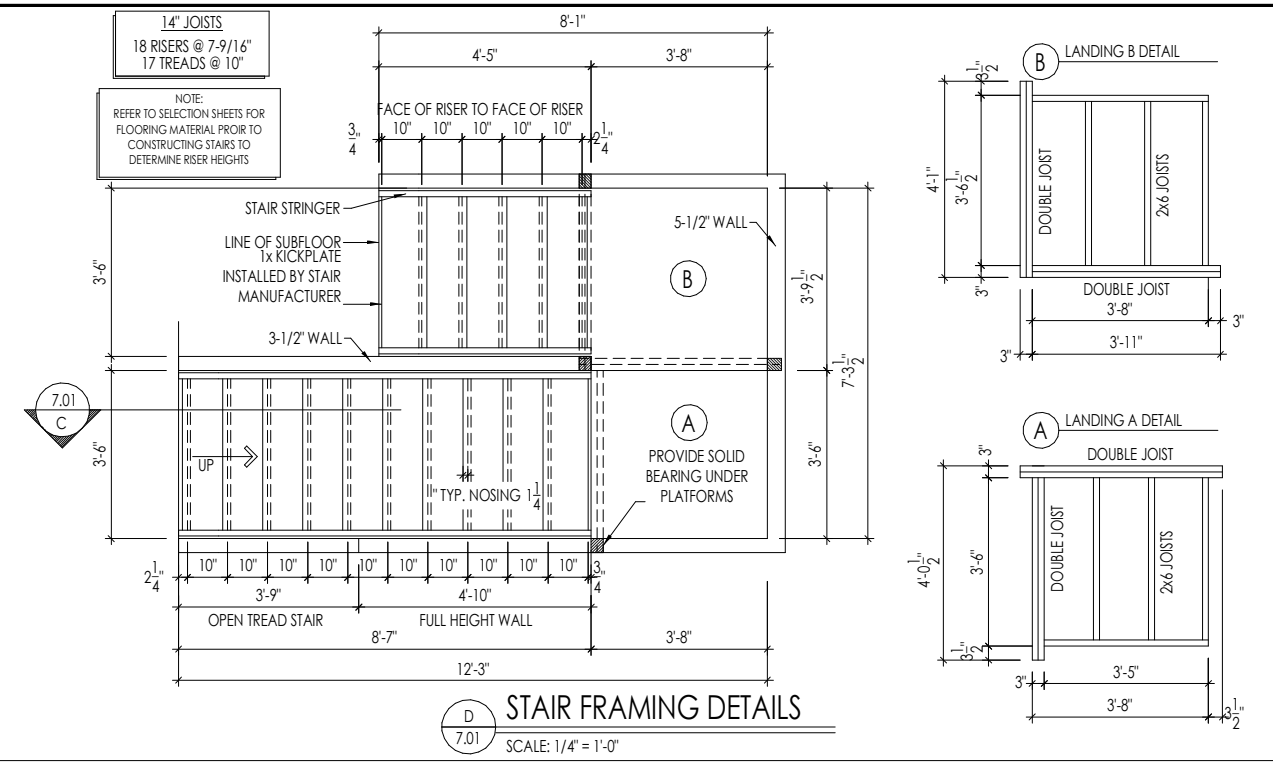 14" JOISTS
18 RISERS @ 7-9/16"
17 TREADS @ 10"
NOTE:
REFER TO SELECTION SHEETS FOR
FLOORING MATERIAL PROIR TO
CONSTRUCTING STAIRS TO
DETERMINE RISER HEIGHTS
8'-1"
4'-5"
3'-8"
FACE OF RISER TO FACE OF RISER
3/4"
10" 10" 10" 10" 10"
2 1/4"
STAIR STRINGER
LINE OF SUBFLOOR
1x KICKPLATE
INSTALLED BY STAIR
MANUFACTURER
3-1/2" WALL
5-1/2" WALL
B
3'-6"
3'-9 1/2"
7'-3 1/2"
7.01
C
3'-6"
UP
" TYP. NOSING 1 1/4
A
PROVIDE SOLID
BEARING UNDER
PLATFORMS
3'-6"
2 1/4"
10" 10" 10" 10" 10" 10" 10" 10" 10" 10"
3/4"
3'-9"
4'-10"
OPEN TREAD STAIR
FULL HEIGHT WALL
8'-7"
3'-8"
12'-3"
D
7.01
STAIR FRAMING DETAILS
SCALE: 1/4" = 1'-0"
B
LANDING B DETAIL
3 1/2"
4'-1"
3'-6 1/2"
3"
DOUBLE JOIST
2x6 JOISTS
DOUBLE JOIST
3'-8"
3"
3'-11"
3"
A
LANDING A DETAIL
DOUBLE JOIST
3"
4'-0 1/2"
3'-6"
3 1/2"
DOUBLE JOIST
2x6 JOISTS
3"
3'-5"
3'-8"
3 1/2"